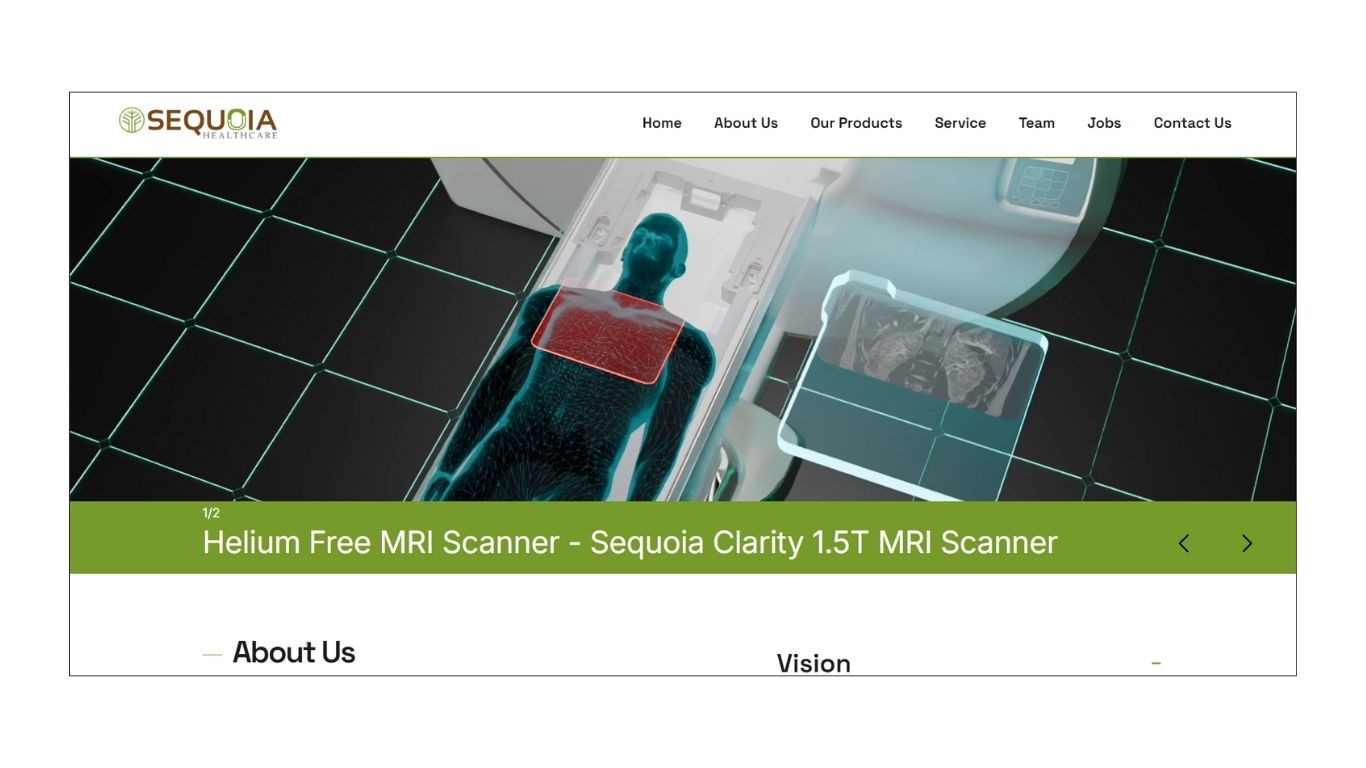 SEQUOIA
HEALTHCARE
Home About Us Our Products Service Team Jobs Contact Us
1/2
Helium Free MRI Scanner - Sequoia Clarity 1.5T MRI Scanner
About Us
Vision